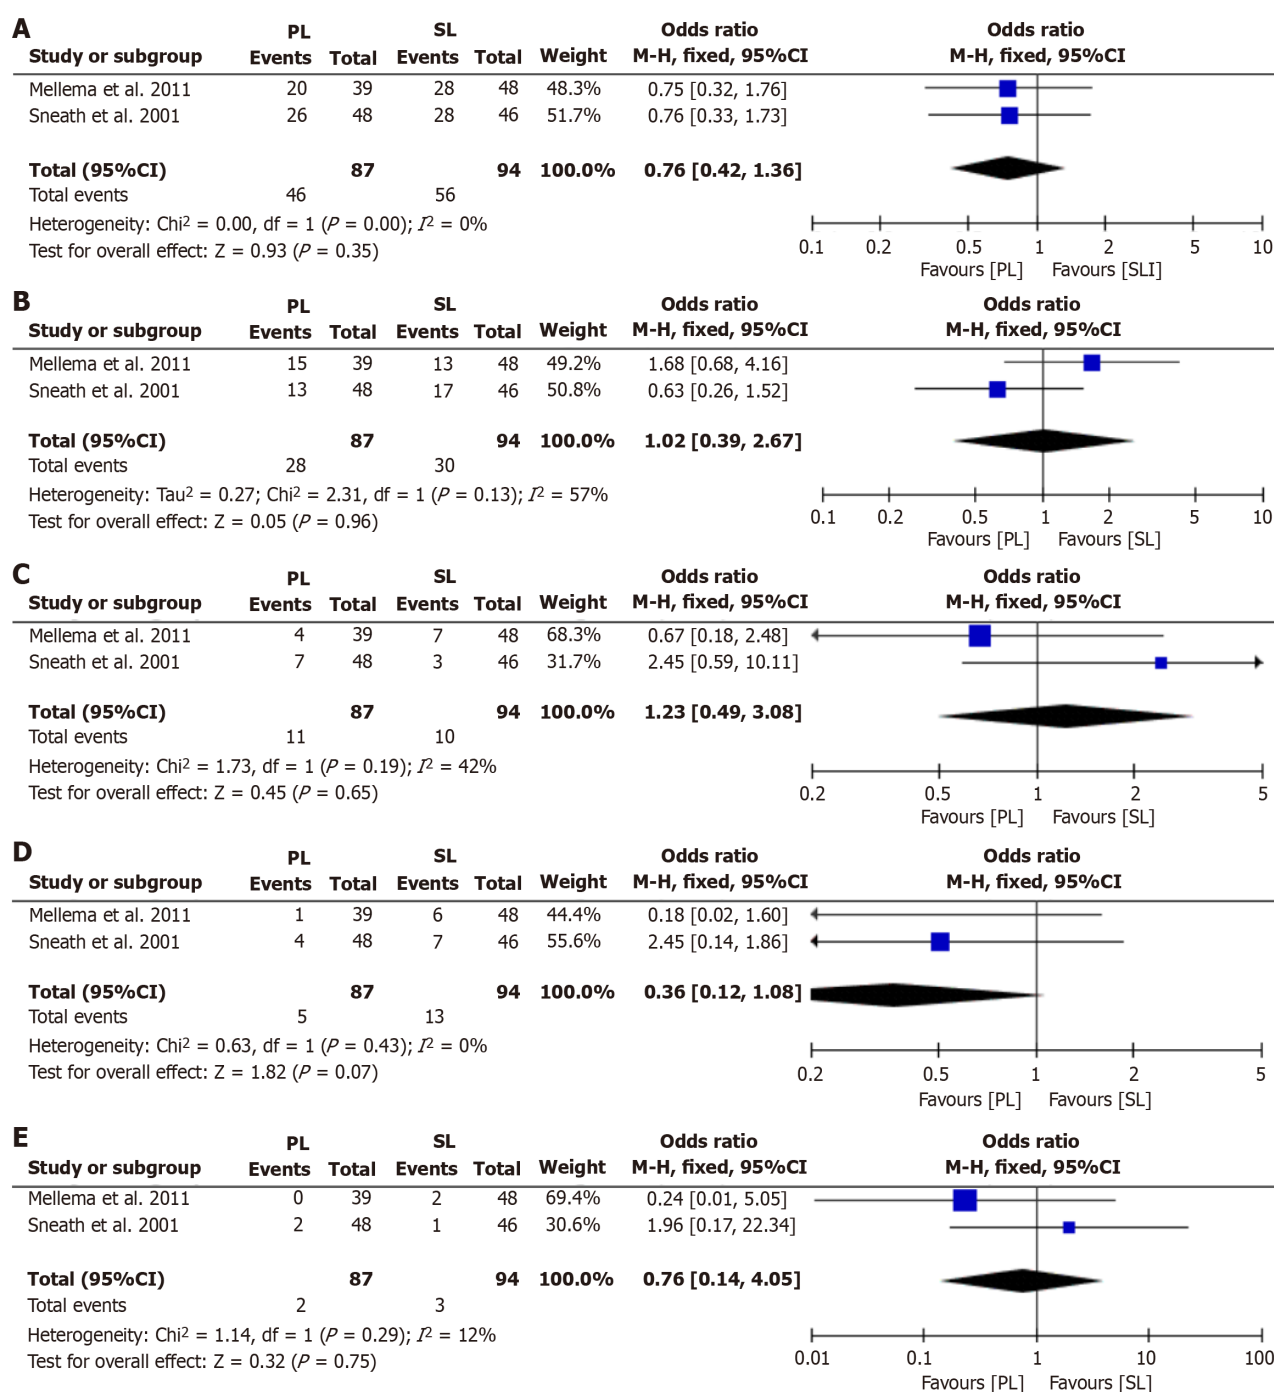 A
PL SL Odds ratio Odds ratio
Study or subgroup Events Total Events Total Weight M-H, fixed, 95%CI M-H, fixed, 95%CI
Mellema et al. 2011 20 39 28 48 48.3% 0.75 [0.32, 1.76]
Sneath et al. 2001 26 48 28 46 51.7% 0.76 [0.33, 1.73]
Total (95%CI) 87 94 100.0% 0.76 [0.42, 1.36]
Total events 46 56
Heterogeneity: Chi² = 0.00, df = 1 (P = 0.00); I² = 0%
Test for overall effect: Z = 0.93 (P = 0.35)
0.1 0.2 0.5 1 2 5 10
Favours [PL] Favours [SLI]
B
PL SL Odds ratio Odds ratio
Study or subgroup Events Total Events Total Weight M-H, fixed, 95%CI M-H, fixed, 95%CI
Mellema et al. 2011 15 39 13 48 49.2% 1.68 [0.68, 4.16]
Sneath et al. 2001 13 48 17 46 50.8% 0.63 [0.26, 1.52]
Total (95%CI) 87 94 100.0% 1.02 [0.39, 2.67]
Total events 28 30
Heterogeneity: Tau² = 0.27; Chi² = 2.31, df = 1 (P = 0.13); I² = 57%
Test for overall effect: Z = 0.05 (P = 0.96)
0.1 0.2 0.5 1 2 5 10
Favours [PL] Favours [SL]
C
PL SL Odds ratio Odds ratio
Study or subgroup Events Total Events Total Weight M-H, fixed, 95%CI M-H, fixed, 95%CI
Mellema et al. 2011 4 39 7 48 68.3% 0.67 [0.18, 2.48]
Sneath et al. 2001 7 48 3 46 31.7% 2.45 [0.59, 10.11]
Total (95%CI) 87 94 100.0% 1.23 [0.49, 3.08]
Total events 11 10
Heterogeneity: Chi² = 1.73, df = 1 (P = 0.19); I² = 42%
Test for overall effect: Z = 0.45 (P = 0.65)
0.2 0.5 1 2 5
Favours [PL] Favours [SL]
D
PL SL Odds ratio Odds ratio
Study or subgroup Events Total Events Total Weight M-H, fixed, 95%CI M-H, fixed, 95%CI
Mellema et al. 2011 1 39 6 48 44.4% 0.18 [0.02, 1.60]
Sneath et al. 2001 4 48 7 46 55.6% 2.45 [0.14, 1.86]
Total (95%CI) 87 94 100.0% 0.36 [0.12, 1.08]
Total events 5 13
Heterogeneity: Chi² = 0.63, df = 1 (P = 0.43); I² = 0%
Test for overall effect: Z = 1.82 (P = 0.07)
0.2 0.5 1 2 5
Favours [PL] Favours [SL]
E
PL SL Odds ratio Odds ratio
Study or subgroup Events Total Events Total Weight M-H, fixed, 95%CI M-H, fixed, 95%CI
Mellema et al. 2011 0 39 2 48 69.4% 0.24 [0.01, 5.05]
Sneath et al. 2001 2 48 1 46 30.6% 1.96 [0.17, 22.34]
Total (95%CI) 87 94 100.0% 0.76 [0.14, 4.05]
Total events 2 3
Heterogeneity: Chi² = 1.14, df = 1 (P = 0.29); I² = 12%
Test for overall effect: Z = 0.32 (P = 0.75)
0.01 0.1 1 10 100
Favours [PL] Favours [SL]